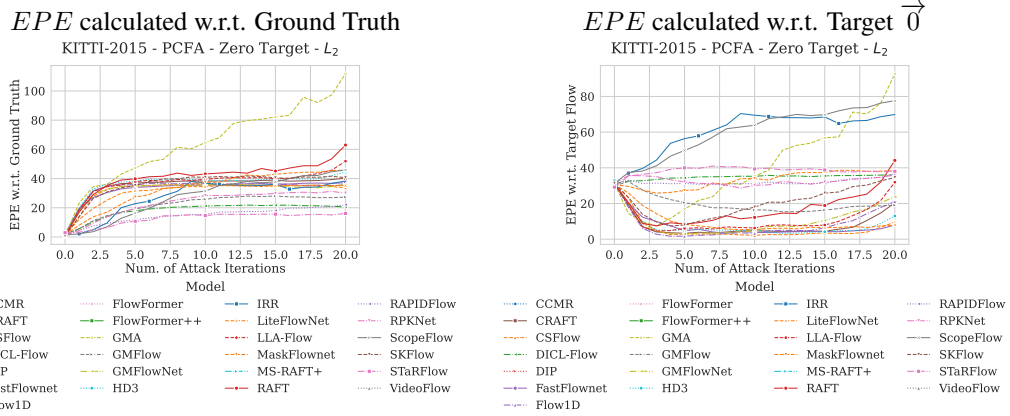 EPE calculated w.r.t. Ground Truth
KITTI-2015 - PCFA - Zero Target - L2
EPE w.r.t. Ground Truth
100
80
60
40
20
0
0.0 2.5 5.0 7.5 10.0 12.5 15.0 17.5 20.0
Num. of Attack Iterations
Model
CMR FlowFormer IRR RAPIDFlow
RAFT FlowFormer++ LiteFlowNet RPKNet
SFlow GMA LLA-Flow ScopeFlow
ICL-Flow GMFlow MaskFlownet SKFlow
IP GMFlowNet MS-RAFT+ STaRFlow
astFlownet HD3 RAFT VideoFlow
low1D
EPE calculated w.r.t. Target 0
KITTI-2015 - PCFA - Zero Target - L2
EPE w.r.t. Target Flow
80
60
40
20
0
0.0 2.5 5.0 7.5 10.0 12.5 15.0 17.5 20.0
Num. of Attack Iterations
Model
CCMR FlowFormer IRR RAPIDFlow
CRAFT FlowFormer++ LiteFlowNet RPKNet
CSFlow GMA LLA-Flow ScopeFlow
DICL-Flow GMFlow MaskFlownet SKFlow
DIP GMFlowNet MS-RAFT+ STaRFlow
FastFlownet HD3 RAFT VideoFlow
Flow1D